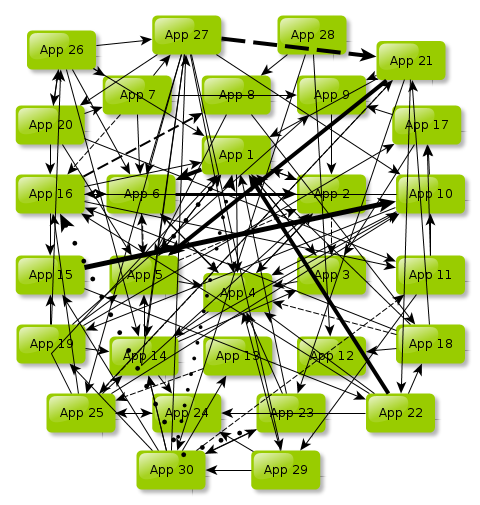 App 27
App 28
App 26
App 21
App 7
App 8
App 9
App 20
App 17
App 1
App 16
App 6
App 2
App 10
App 15
App 5
App 3
App 11
App 4
App 19
App 18
App 14
App 13
App 12
App 25
App 24
App 23
App 22
App 30
App 29